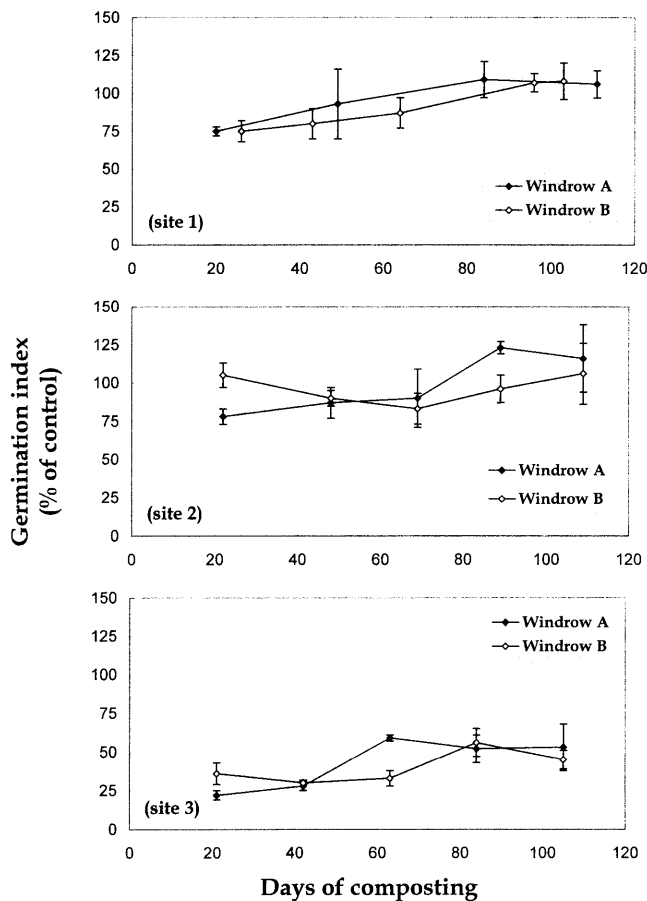 150
125
100
75
50
25
0
Windrow A
Windrow B
(site 1)
0 20 40 60 80 100 120
150
125
100
75
50
25
0
Windrow A
Windrow B
(site 2)
0 20 40 60 80 100 120
Germination index
(% of control)
150
125
100
75
50
25
0
Windrow A
Windrow B
(site 3)
0 20 40 60 80 100 120
Days of composting